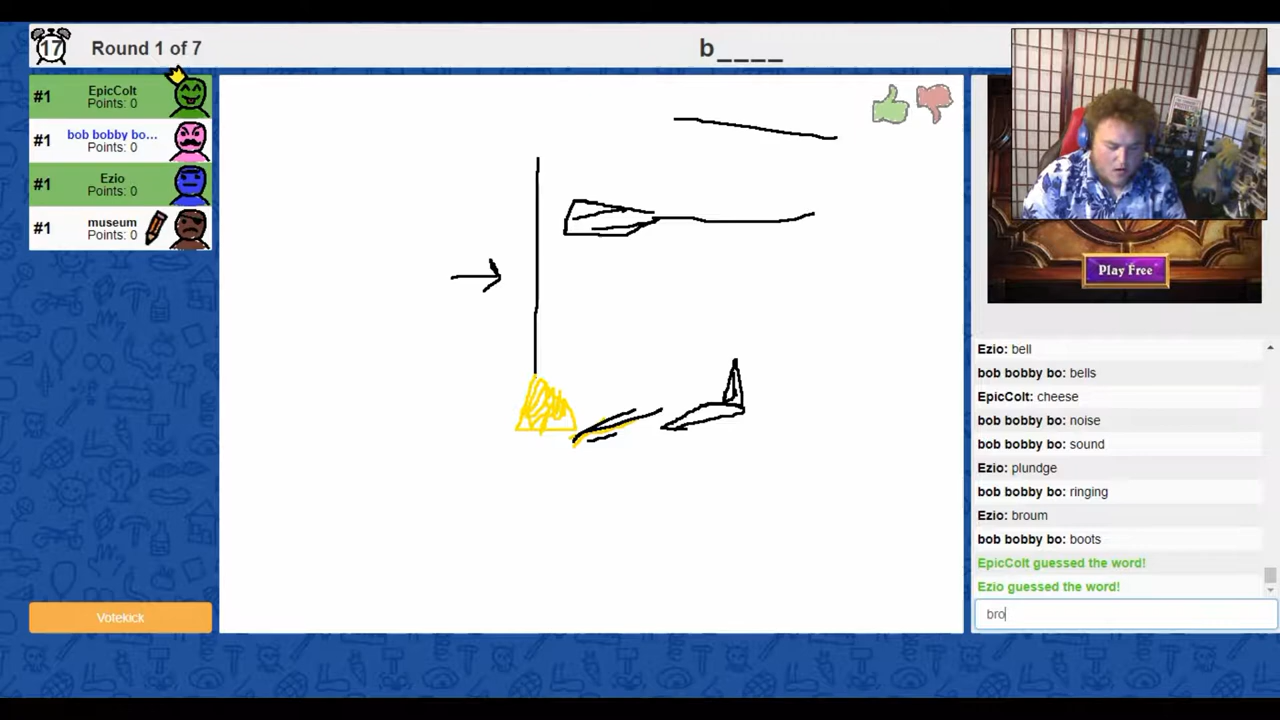 17
Round 1 of 7
b____
#1
EpicColt
Points: 0
#1
bob bobby bo...
Points: 0
#1
Ezio
Points: 0
#1
museum
Points: 0
Play Free
Ezio: bell
bob bobby bo: bells
EpicColt: cheese
bob bobby bo: noise
bob bobby bo: sound
Ezio: plundge
bob bobby bo: ringing
Ezio: broum
bob bobby bo: boots
EpicColt guessed the word!
Ezio guessed the word!
bro
Votekick